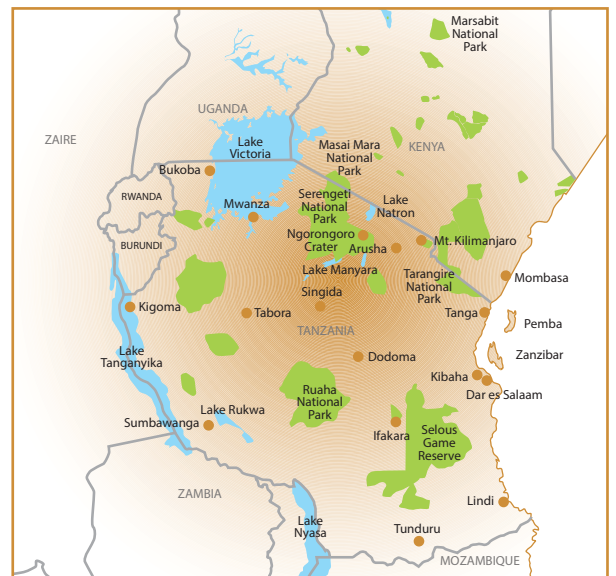 Marsabit
National
Park
UGANDA
ZAIRE
Lake
Victoria
Masai Mara
National
Park
KENYA
Bukoba
RWANDA
Mwanza
Serengeti
National
Park
Lake
Natron
BURUNDI
Ngorongoro
Crater
Arusha
Mt. Kilimanjaro
Lake Manyara
Tarangire
National
Park
Mombasa
Kigoma
Singida
Tabora
TANZANIA
Tanga
Pemba
Lake
Tanganyika
Dodoma
Zanzibar
Kibaha
Dar es Salaam
Ruaha
National
Park
Lake Rukwa
Sumbawanga
Ifakara
Selous
Game
Reserve
ZAMBIA
Lindi
Lake
Nyasa
Tunduru
MOZAMBIQUE